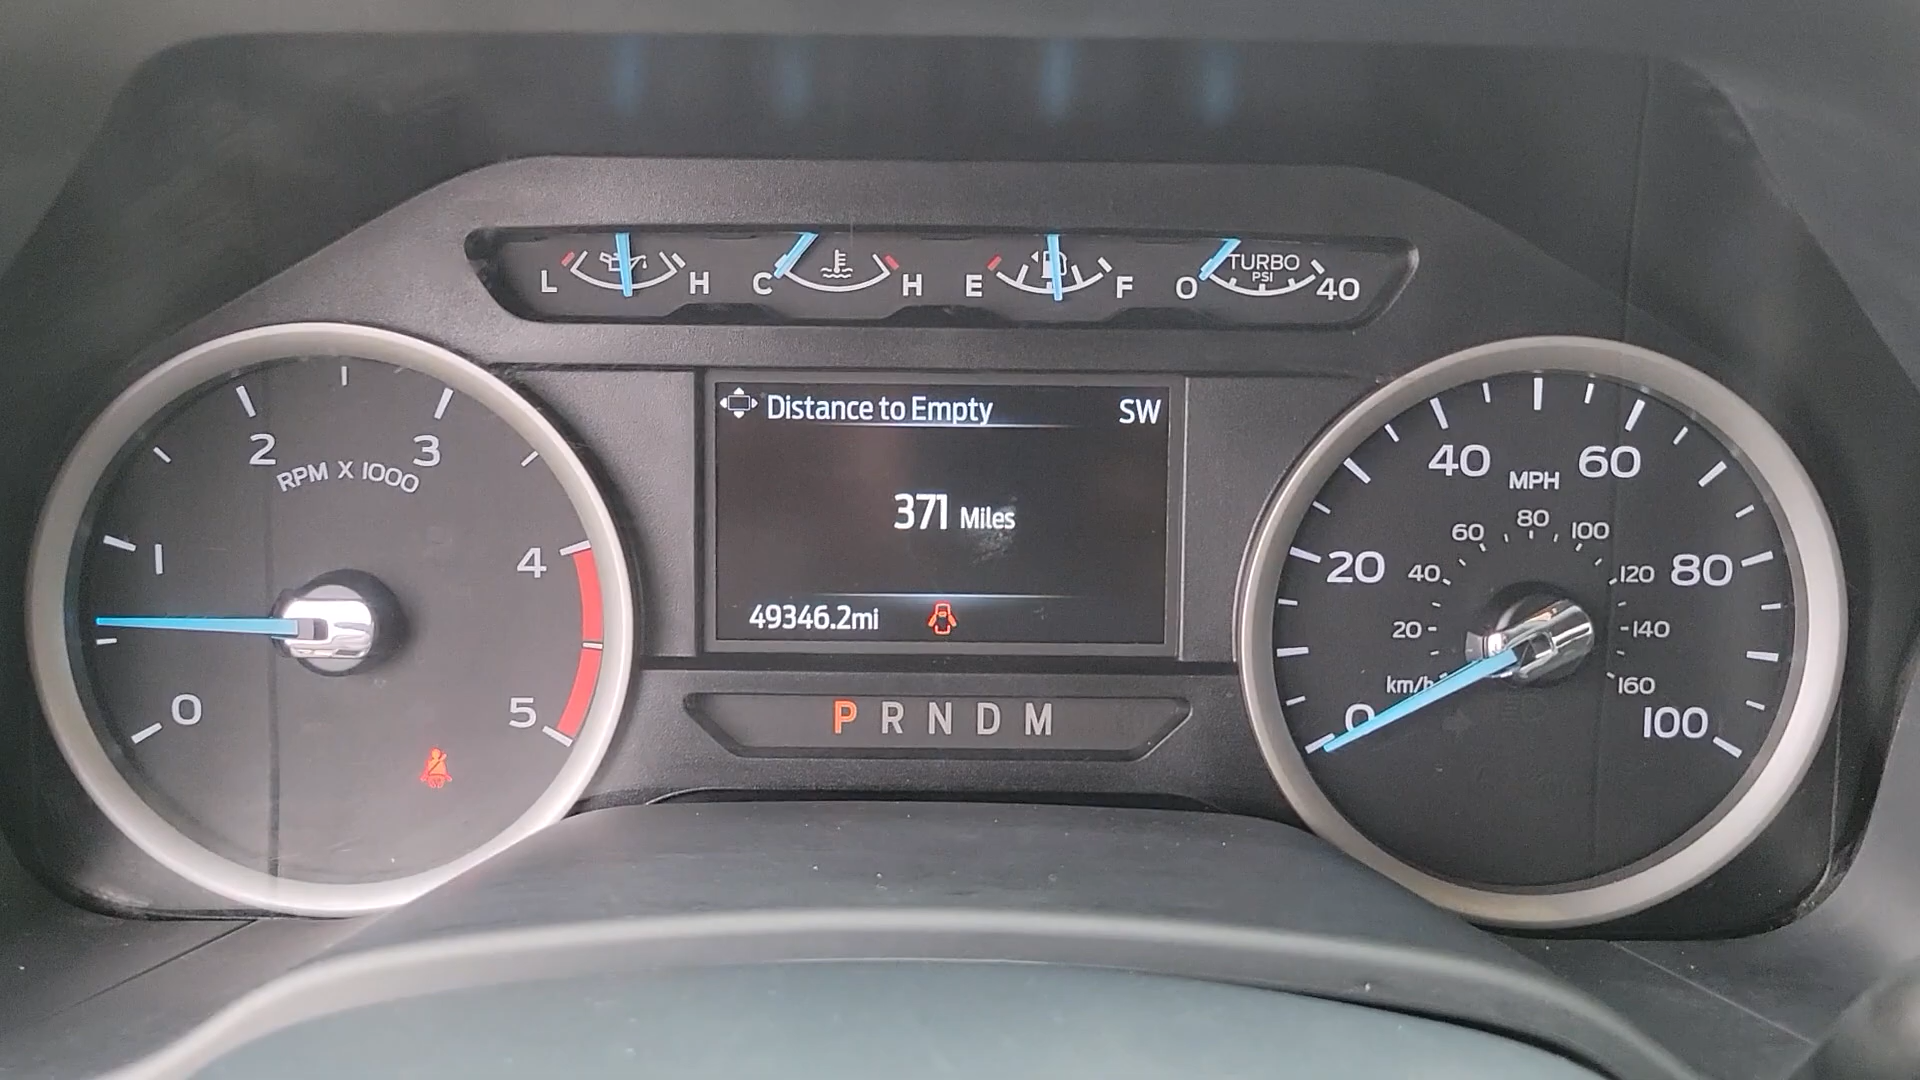 L H C H E F 0 TURBO PSI 40
Distance to Empty SW
371 Miles
49346.2mi
P R N D M
0 1 2 3 4 5
RPM X 1000
0 20 40 60 80 100
MPH
20 40 60 80 100 120 140 160
km/h